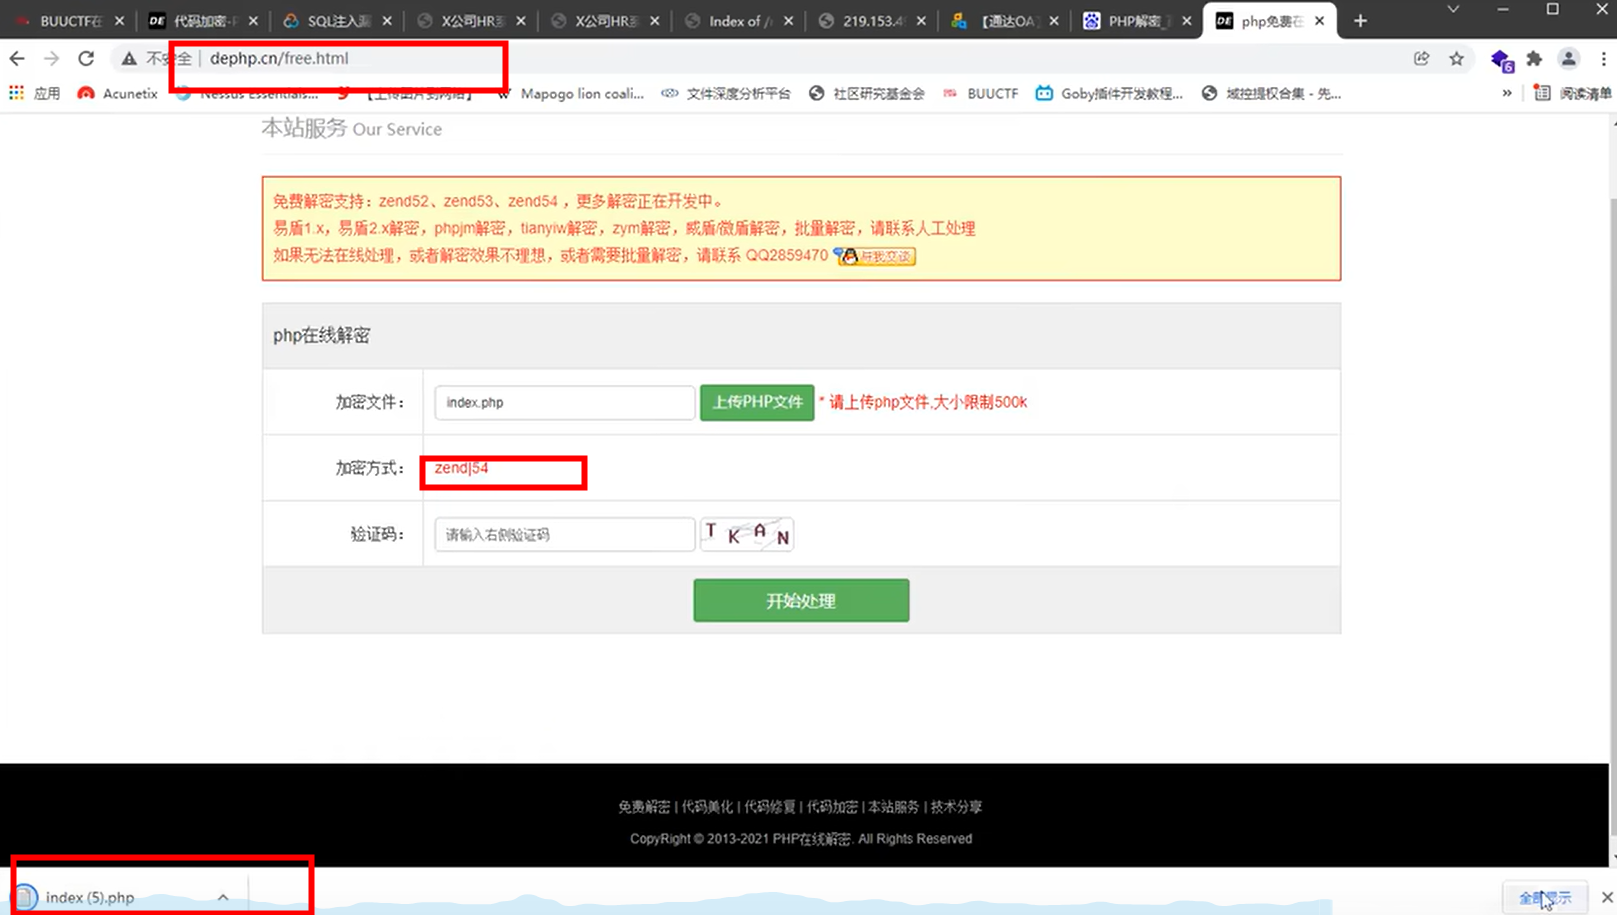 BUUCTF在
代码加密-P
SQL注入漏
X公司HR系
X公司HR系
Index of /
219.153.4
【通达OA】
PHP解密_
php免费在
dephp.cn/free.html
应用
Acunetix
Mapogo lion coali...
文件深度分析平台
社区研究基金会
BUUCTF
Goby插件开发教程...
域控提权合集 - 先...
»
阅读清单
本站服务 Our Service
免费解密支持：zend52、zend53、zend54 ，更多解密正在开发中。
易盾1.x，易盾2.x解密，phpjm解密，tianyiw解密，zym解密，威盾/微盾解密，批量解密，请联系人工处理
如果无法在线处理，或者解密效果不理想，或者需要批量解密，请联系 QQ2859470 与我交谈
php在线解密
加密文件：
index.php
上传PHP文件
* 请上传php文件,大小限制500k
加密方式：
zend|54
验证码：
请输入右侧验证码
T K A N
开始处理
免费解密 | 代码美化 | 代码修复 | 代码加密 | 本站服务 | 技术分享
CopyRight © 2013-2021 PHP在线解密. All Rights Reserved
index (5).php
全部显示